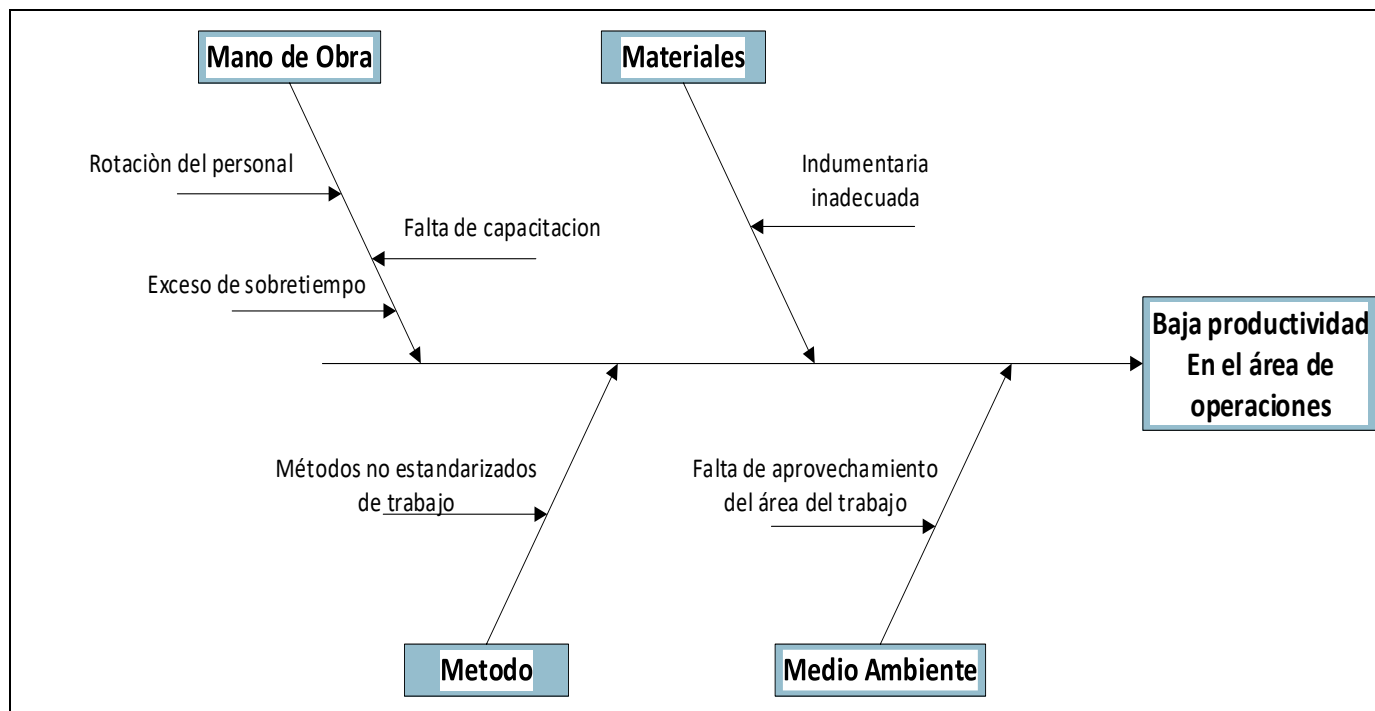 Mano de Obra
Materiales
Rotaciòn del personal
Falta de capacitacion
Exceso de sobretiempo
Indumentaria
inadecuada
Baja productividad
En el área de
operaciones
Métodos no estandarizados
de trabajo
Falta de aprovechamiento
del área del trabajo
Metodo
Medio Ambiente